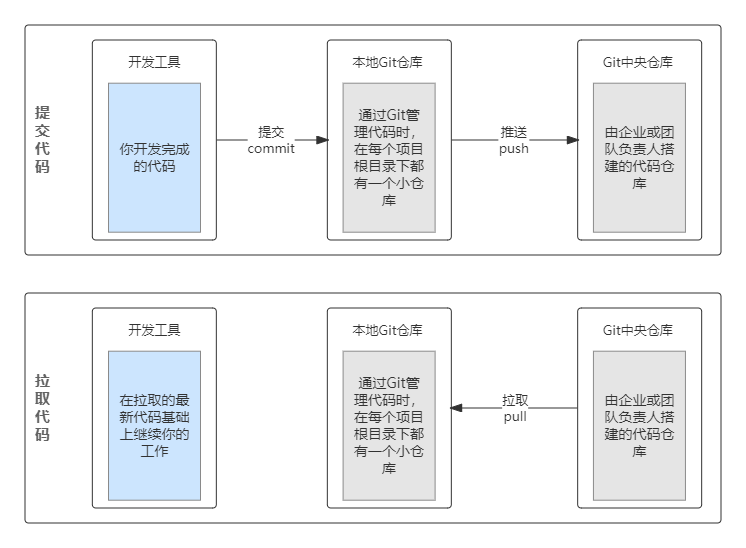 提交代码
开发工具
你开发完成
的代码
提交
commit
本地Git仓库
通过Git管
理代码时，
在每个项目
根目录下都
有一个小仓
库
推送
push
Git中央仓库
由企业或团
队负责人搭
建的代码仓
库
拉取代码
开发工具
在拉取的最
新代码基础
上继续你的
工作
本地Git仓库
通过Git管
理代码时，
在每个项目
根目录下都
有一个小仓
库
拉取
pull
Git中央仓库
由企业或团
队负责人搭
建的代码仓
库